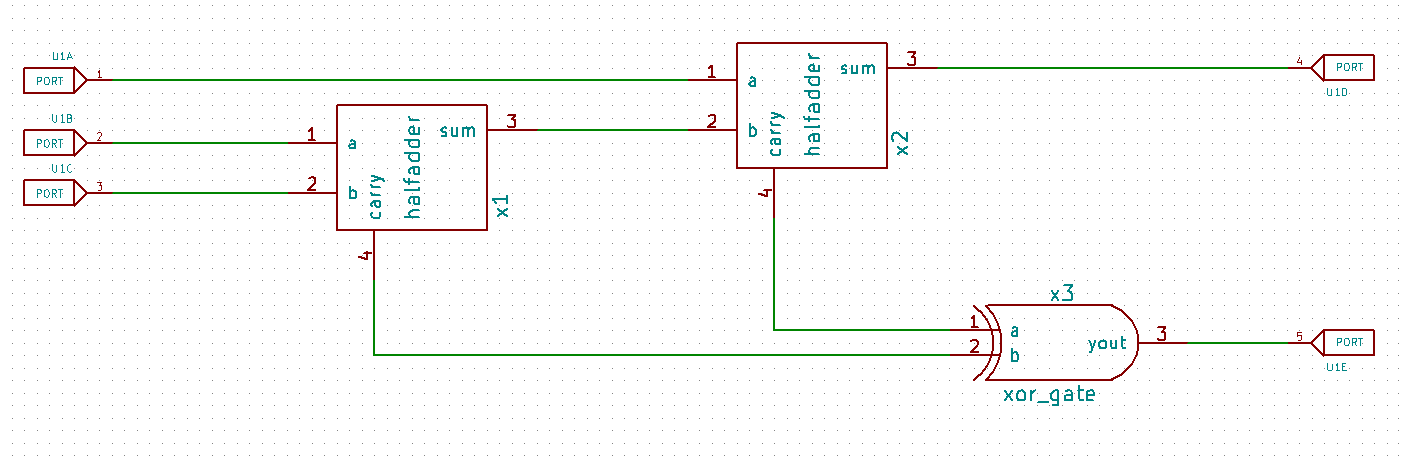 U1A
PORT 1
U1B
PORT 2
U1C
PORT 3
1 a
2 b
carry
halfadder
sum 3
4
x1
1 a
2 b
carry
halfadder
sum 3
4
x2
4 PORT
U1D
x3
1 a
2 b
yout 3
xor_gate
5 PORT
U1E